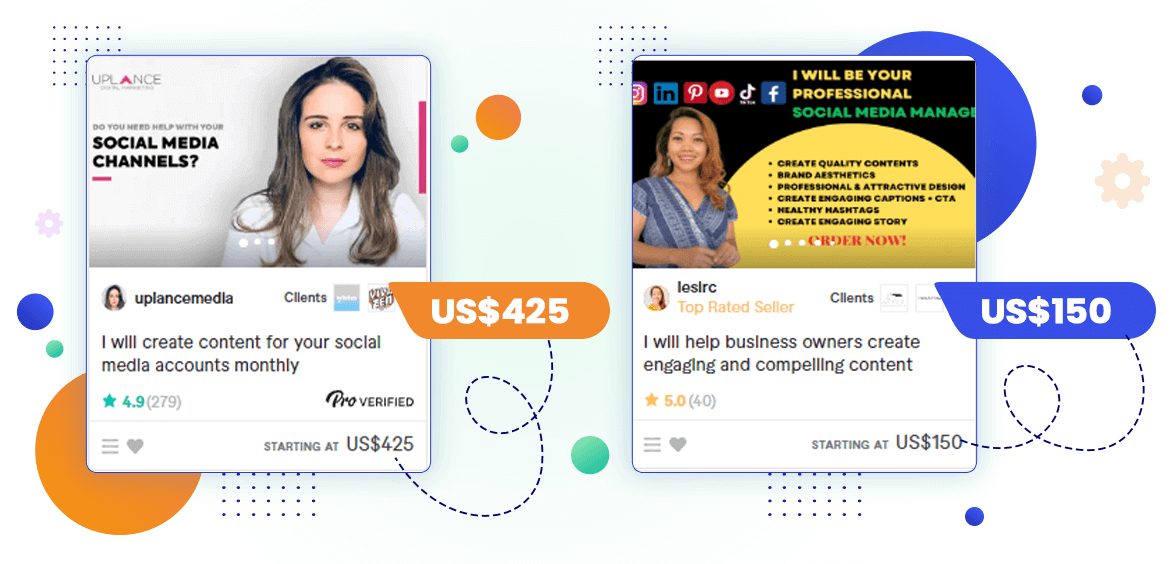 UPLANCE
DIGITAL MARKETING
DO YOU NEED HELP WITH YOUR
SOCIAL MEDIA
CHANNELS?
uplancemedia
Clients
US$425
I will create content for your social
media accounts monthly
4.9 (279)
Pro VERIFIED
STARTING AT US$425
I WILL BE YOUR
PROFESSIONAL
SOCIAL MEDIA MANAGE
TikTok
• CREATE QUALITY CONTENTS
• BRAND AESTHETICS
• PROFESSIONAL & ATTRACTIVE DESIGN
• CREATE ENGAGING CAPTIONS + CTA
• HEALTHY HASHTAGS
• CREATE ENGAGING STORY
ORDER NOW!
leslrc
Top Rated Seller
Clients
US$150
I will help business owners create
engaging and compelling content
5.0 (40)
STARTING AT US$150